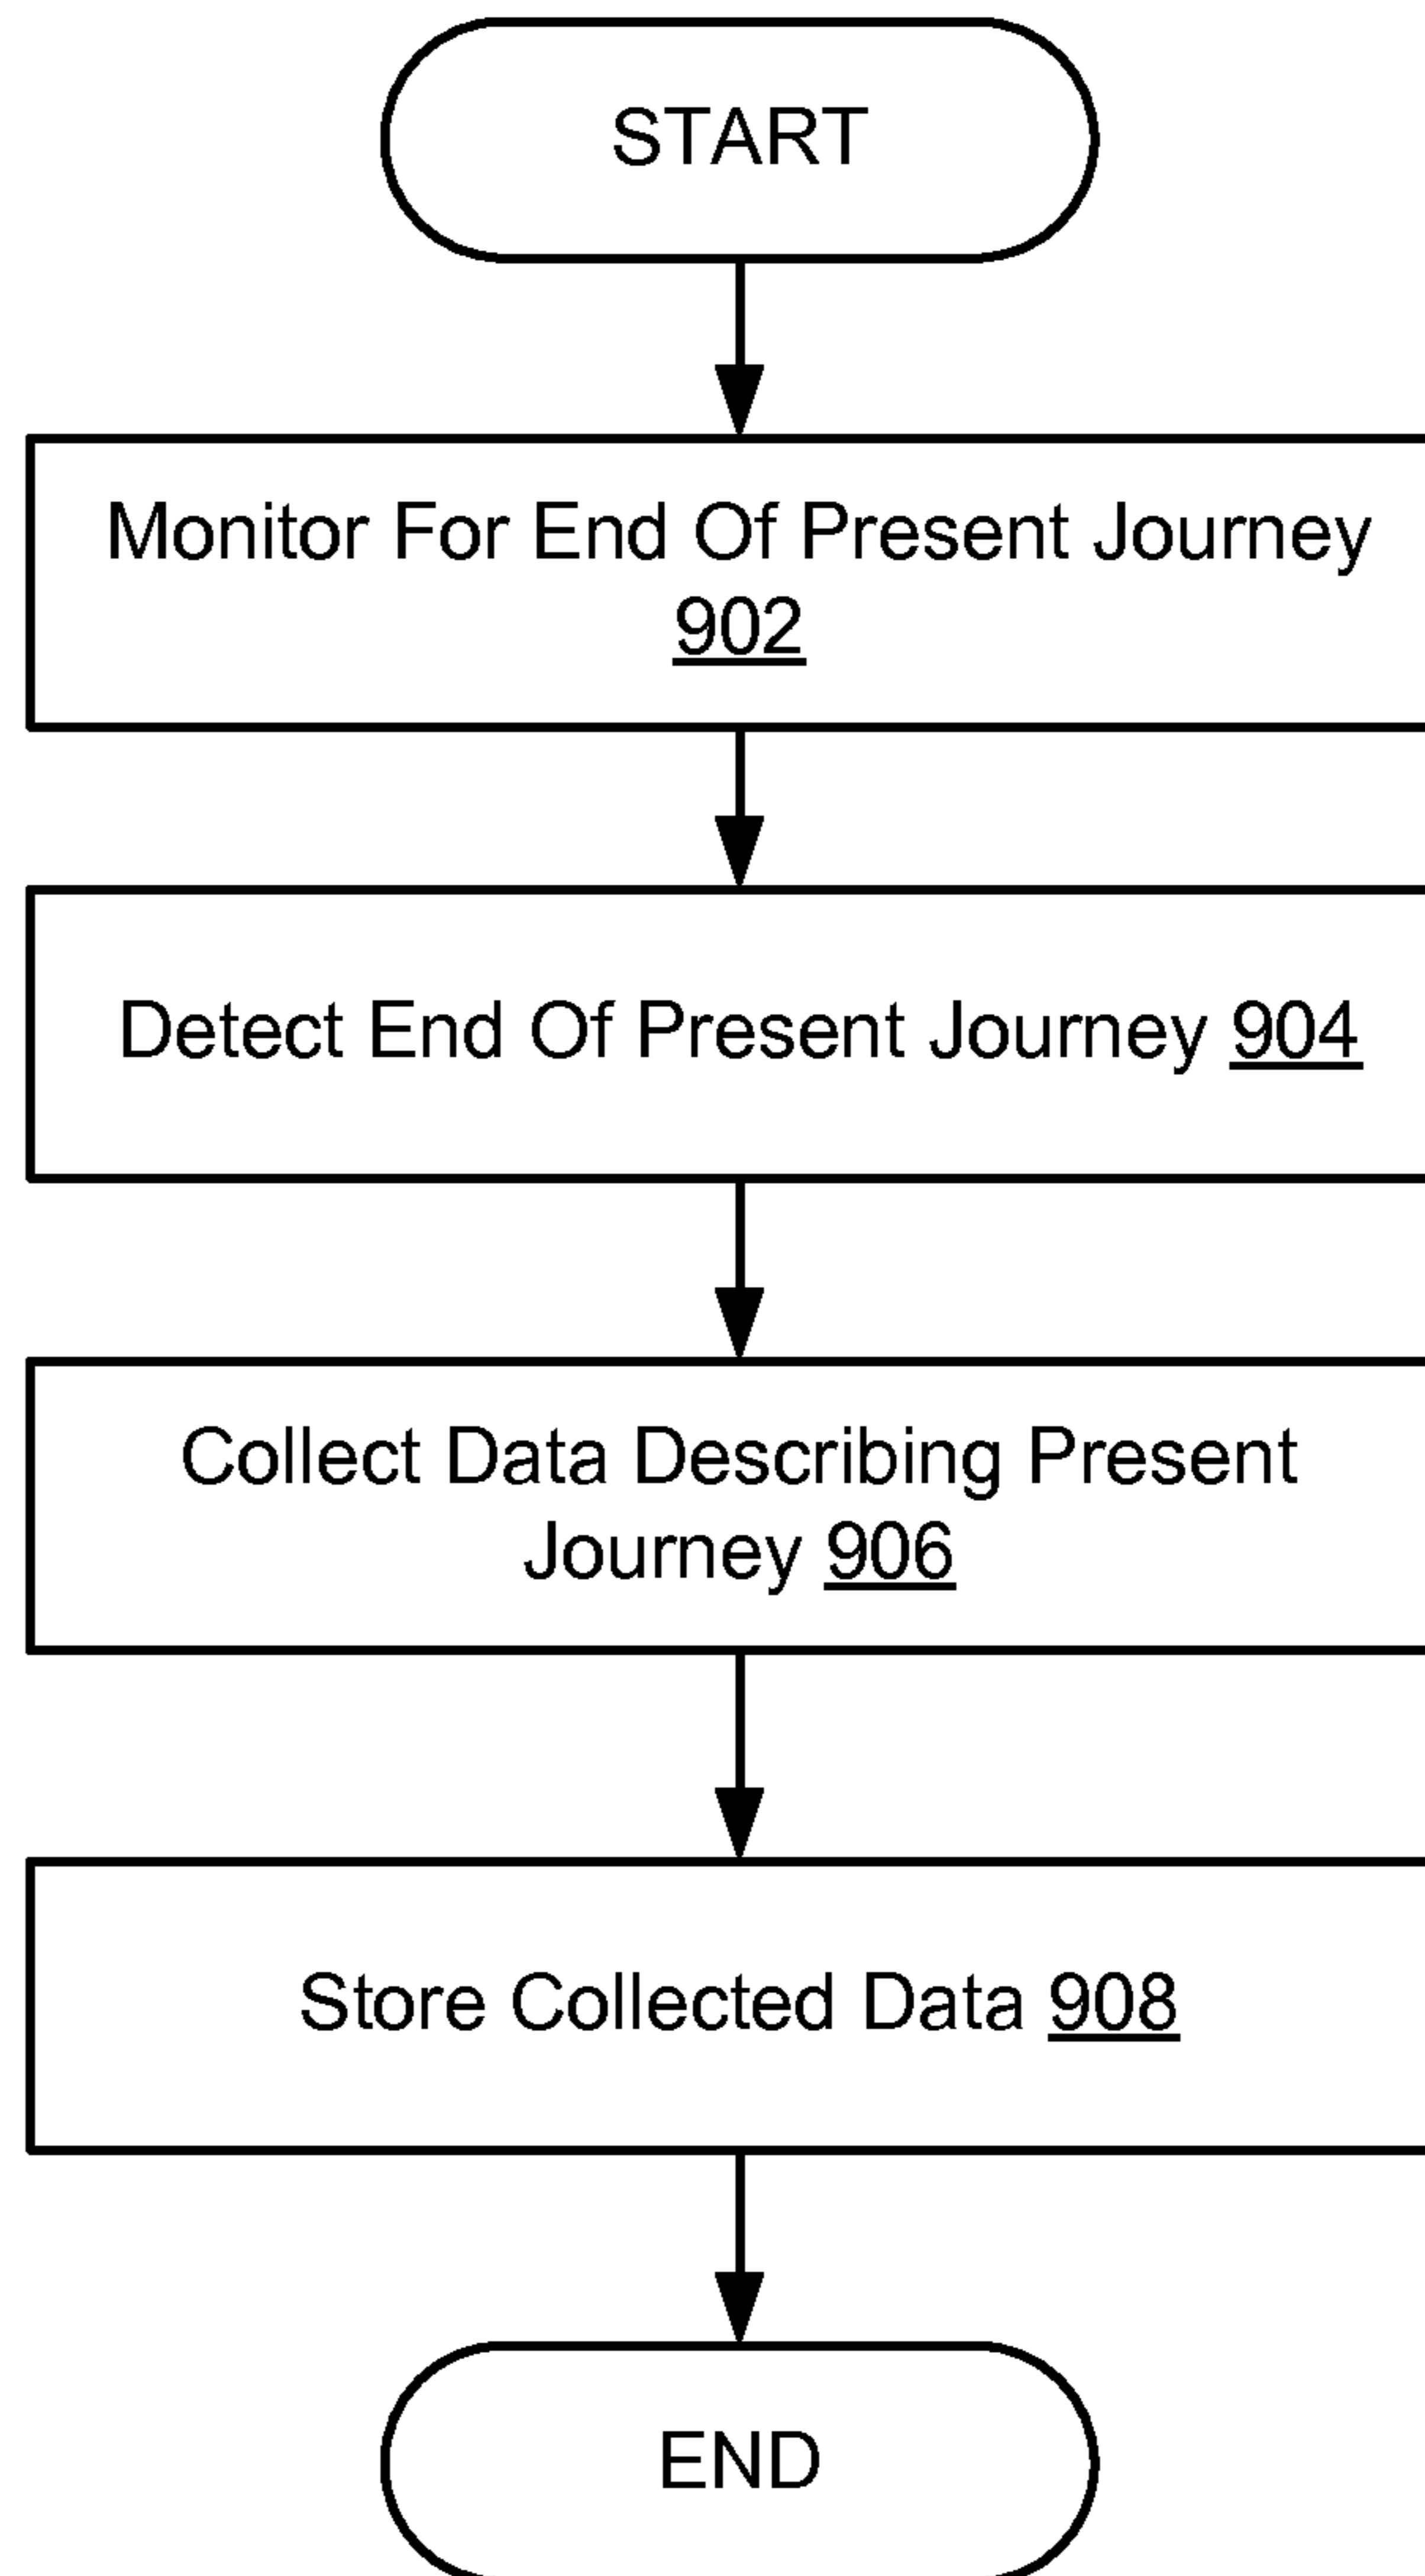 START
Monitor For End Of Present Journey
902
Detect End Of Present Journey 904
Collect Data Describing Present
Journey 906
Store Collected Data 908
END